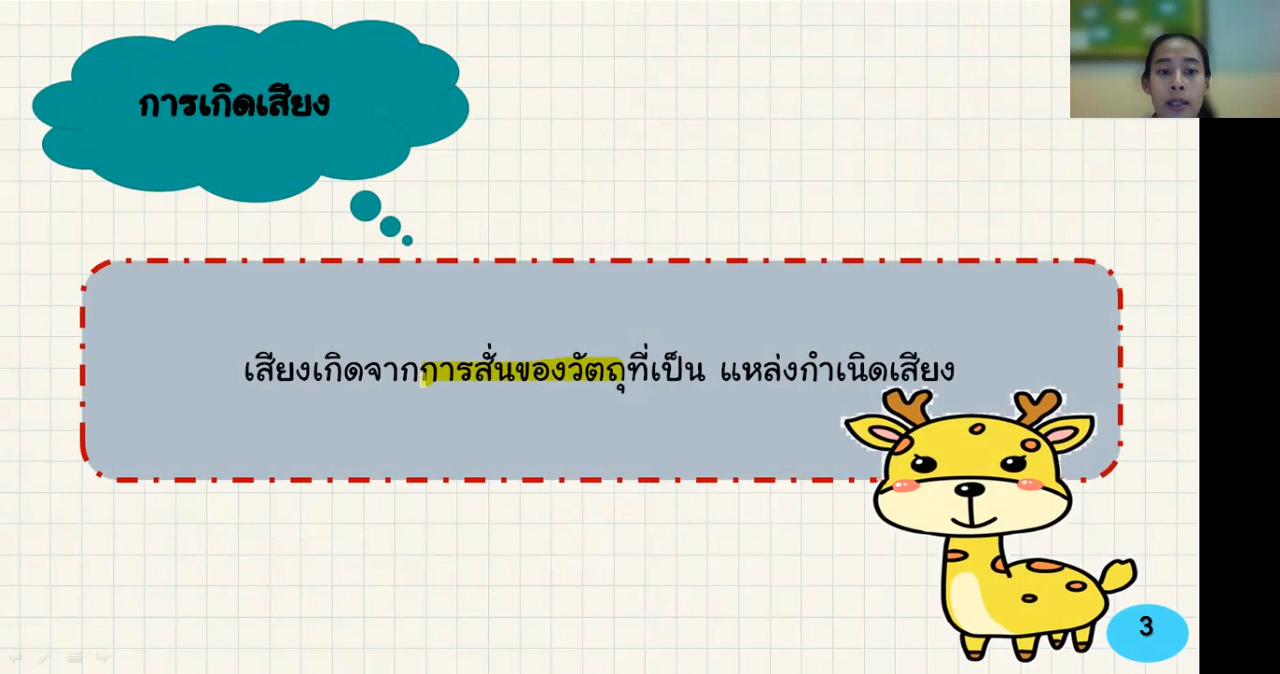 การเกิดเสียง
เสียงเกิดจากการสั่นของวัตถุที่เป็น แหล่งกำเนิดเสียง
3